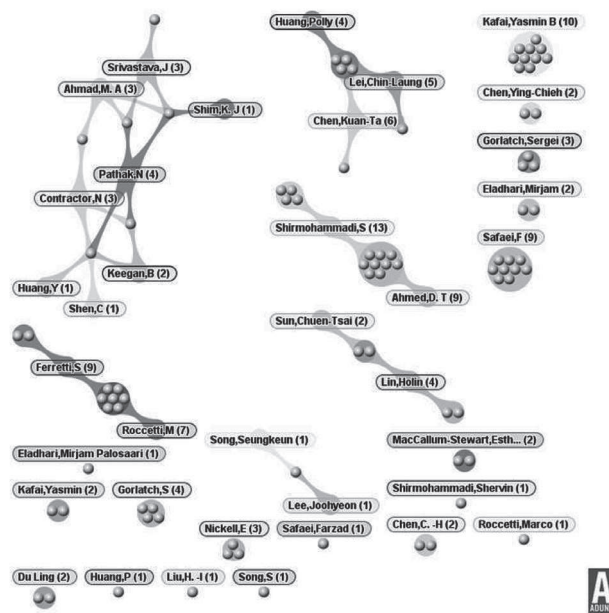 Huang,Polly (4)
Kafai,Yasmin B (10)
Srivastava,J (3)
Lei,Chin-Laung (5)
Ahmad,M. A (3)
Chen,Ying-Chieh (2)
Shim,K. J (1)
Chen,Kuan-Ta (6)
Gorlatch,Sergei (3)
Pathak,N (4)
Eladhari,Mirjam (2)
Contractor,N (3)
Shirmohammadi,S (13)
Safaei,F (9)
Keegan,B (2)
Huang,Y (1)
Ahmed,D. T (9)
Shen,C (1)
Sun,Chuen-Tsai (2)
Ferretti,S (9)
Lin,Holin (4)
Roccetti,M (7)
Song,Seungkeun (1)
MacCallum-Stewart,Esth... (2)
Eladhari,Mirjam Palosaari (1)
Kafai,Yasmin (2)
Gorlatch,S (4)
Shirmohammadi,Shervin (1)
Lee,Joohyeon (1)
Nickell,E (3)
Safaei,Farzad (1)
Chen,C. -H (2)
Roccetti,Marco (1)
Du Ling (2)
Huang,P (1)
Liu,H. -I (1)
Song,S (1)
A
ADUN